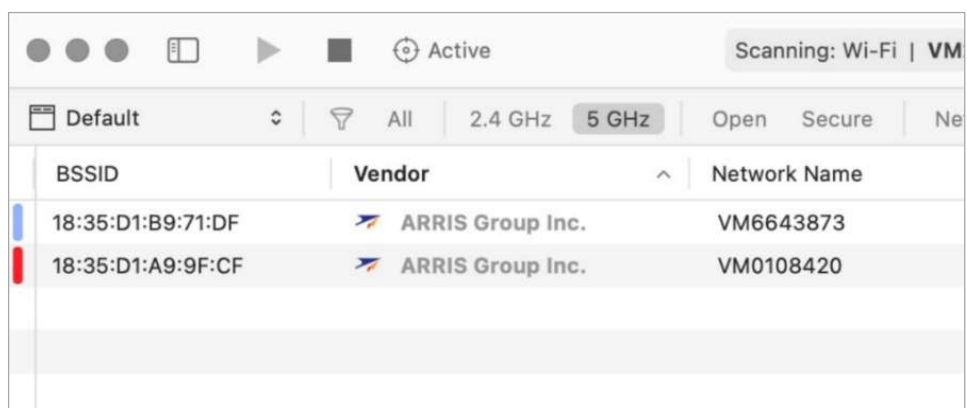 Active Scanning: Wi-Fi | VM
Default All 2.4 GHz 5 GHz Open Secure Ne
BSSID Vendor Network Name
18:35:D1:B9:71:DF ARRIS Group Inc. VM6643873
18:35:D1:A9:9F:CF ARRIS Group Inc. VM0108420